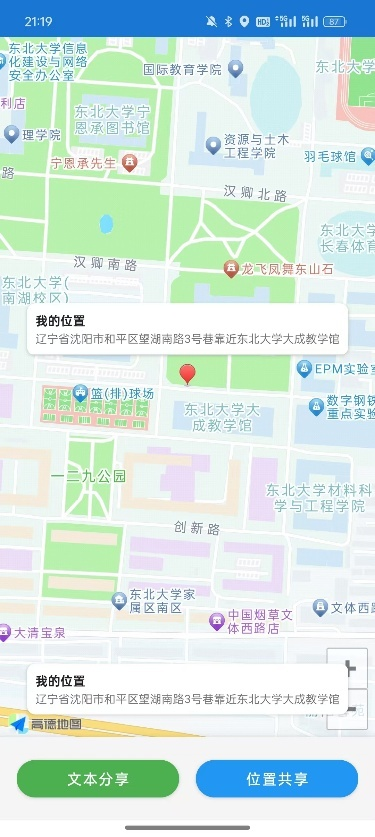 21:19
HD
5G
5G
87
东北大学信息
化建设与网络
安全办公室
国际教育学院
东北大学
利店
东北大学宁
恩承图书馆
理学院
资源与土木
工程学院
羽毛球馆
宁恩承先生
路
汉卿北路
东北大学
长春体育
汉卿南路
龙飞凤舞东山石
东北大学(
南湖校区)
我的位置
辽宁省沈阳市和平区望湖南路3号巷靠近东北大学大成教学馆
EPM实验室
篮(排)球场
东北大学大
成教学馆
数字钢铁
重点实验
一二九公园
东北大学材料科
学与工程学院
创新路
东北大学家
属区南区
中国烟草文
体西路店
文体西路
大清宝泉
我的位置
辽宁省沈阳市和平区望湖南路3号巷靠近东北大学大成教学馆
高德地图
文本分享
位置共享